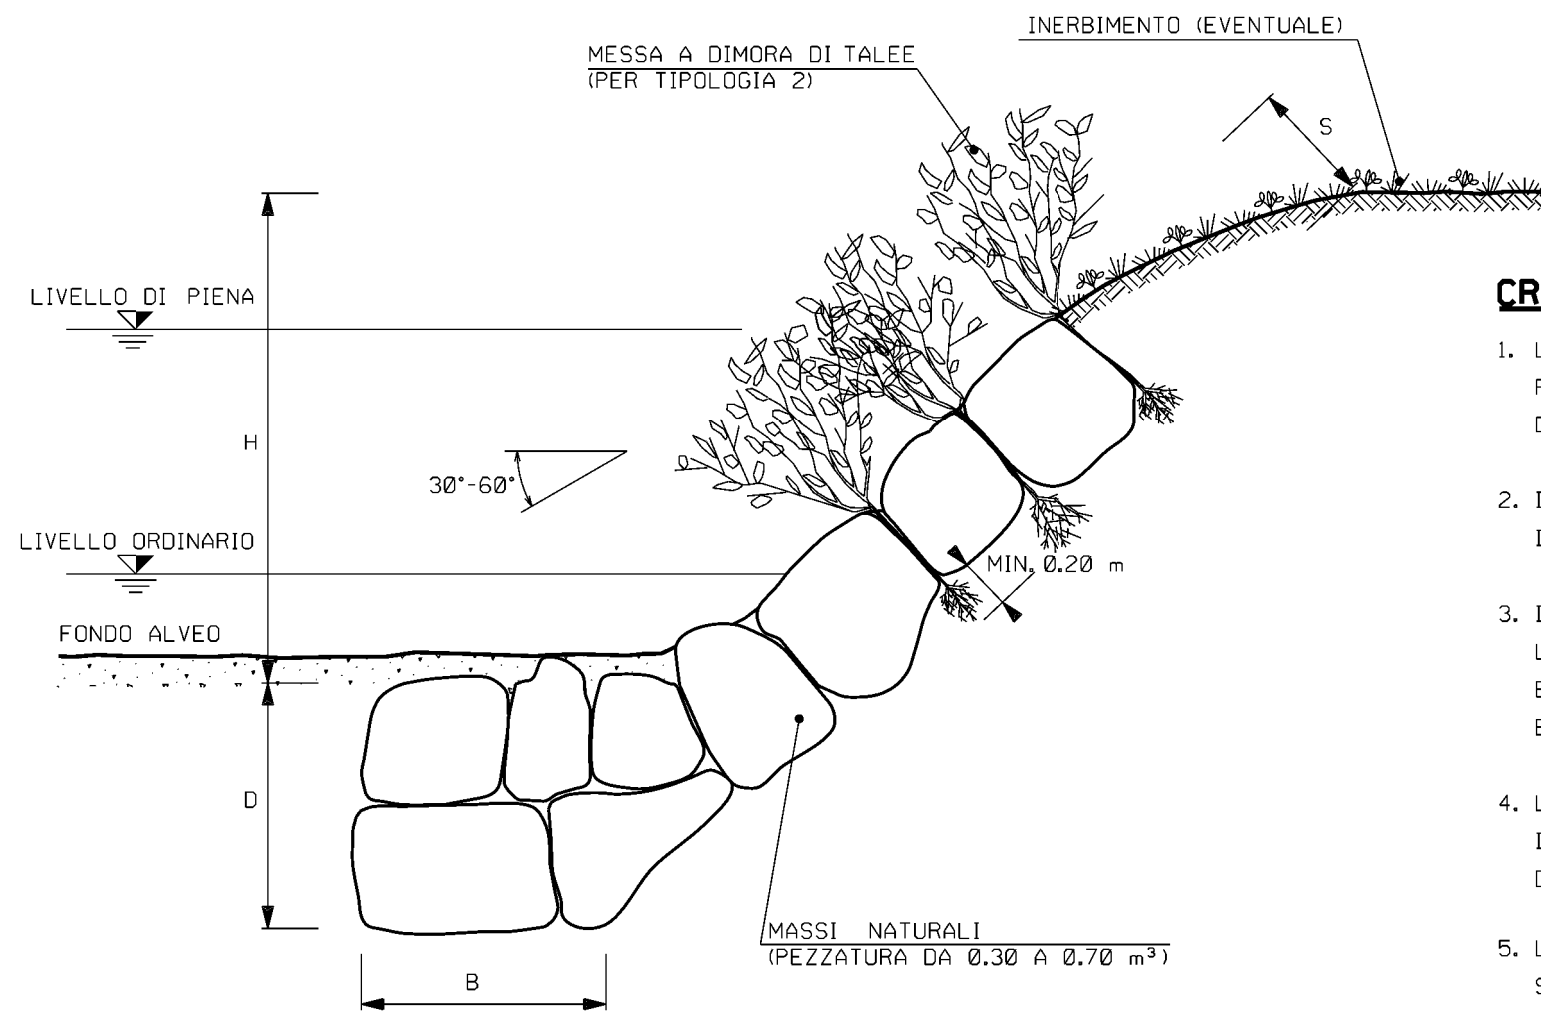 INERBIMENTO (EVENTUALE)
MESSA A DIMORA DI TALEE
(PER TIPOLOGIA 2)
S
LIVELLO DI PIENA
CR
1. L
D
H
30°-60°
2. I
LIVELLO ORDINARIO
MIN. 0.20 m
3. I
L
FONDO ALVEO
4. L
D
D
MASSI NATURALI
(PEZZATURA DA 0.30 A 0.70 m³)
5. L
B